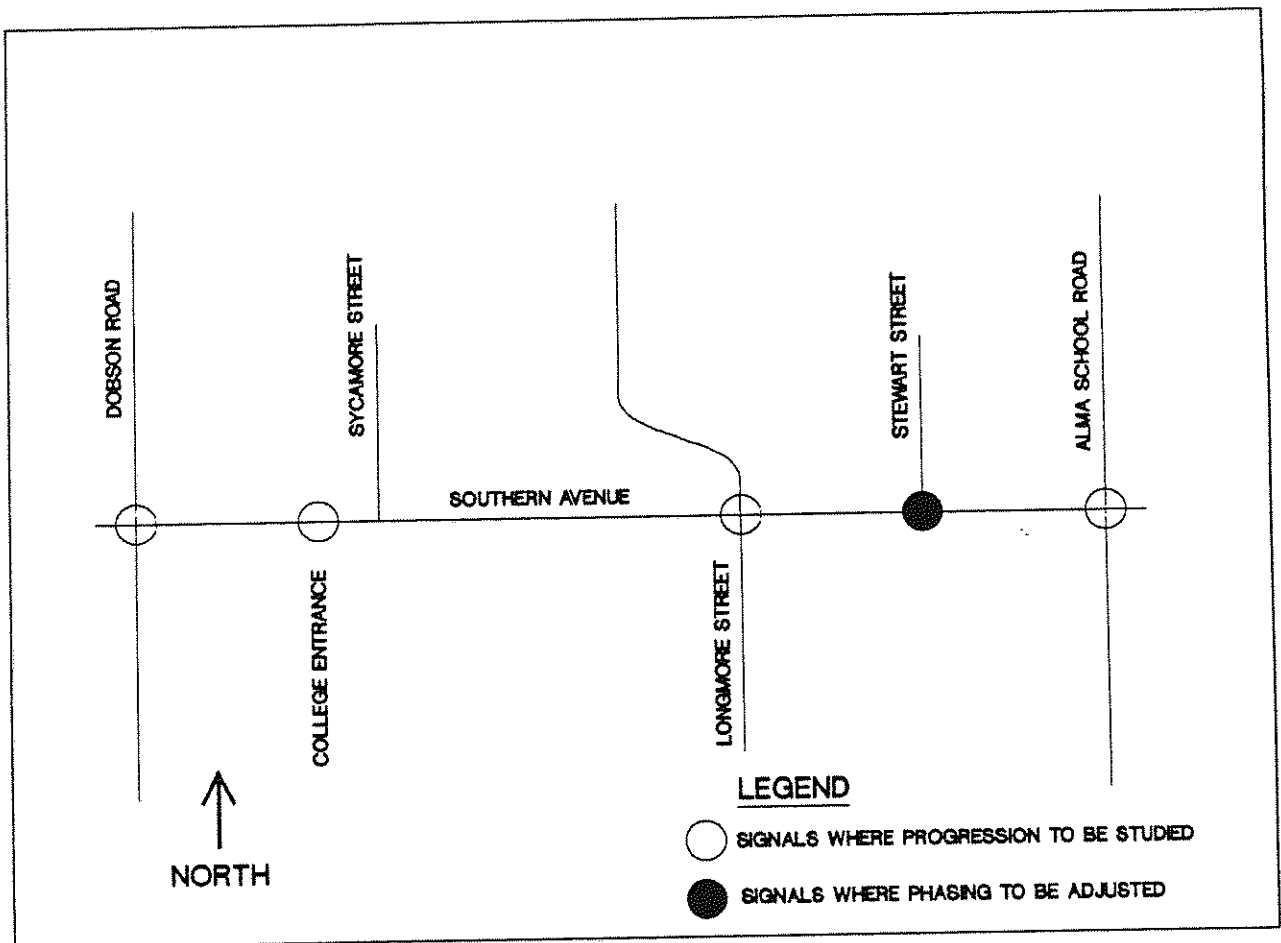 DOBSON ROAD
SYCAMORE STREET
STEWART STREET
ALMA SCHOOL ROAD
SOUTHERN AVENUE
COLLEGE ENTRANCE
LONGMORE STREET
NORTH
LEGEND
SIGNALS WHERE PROGRESSION TO BE STUDIED
SIGNALS WHERE PHASING TO BE ADJUSTED